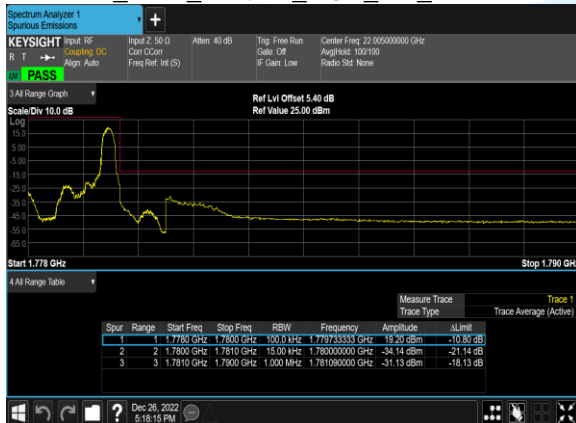 Spectrum Analyzer 1
Spurious Emissions
+
KEYSIGHT Input: RF Input Z: 50 Ω Atten: 40 dB Trig: Free Run Center Freq: 22.005000000 GHz
R T Coupling: DC Corr CCorr Gate: Off Avg|Hold: 100/100
Align: Auto Freq Ref: Int (S) IF Gain: Low Radio Std: None
PASS
3 All Range Graph
Ref Lvl Offset 5.40 dB
Scale/Div 10.0 dB Ref Value 25.00 dBm
Log
15.0
5.00
-5.00
-15.0
-25.0
-35.0
-45.0
-55.0
-65.0
Start 1.778 GHz Stop 1.790 GH
4 All Range Table
Measure Trace Trace 1
Trace Type Trace Average (Active)
Spur Range Start Freq Stop Freq RBW Frequency Amplitude ΔLimit
1 1 1.7780 GHz 1.7800 GHz 100.0 kHz 1.779733333 GHz 19.20 dBm -10.80 dB
2 2 1.7800 GHz 1.7810 GHz 15.00 kHz 1.780000000 GHz -34.14 dBm -21.14 dB
3 3 1.7810 GHz 1.7900 GHz 1.000 MHz 1.781090000 GHz -31.13 dBm -18.13 dB
? Dec 26, 2022
5:18:15 PM